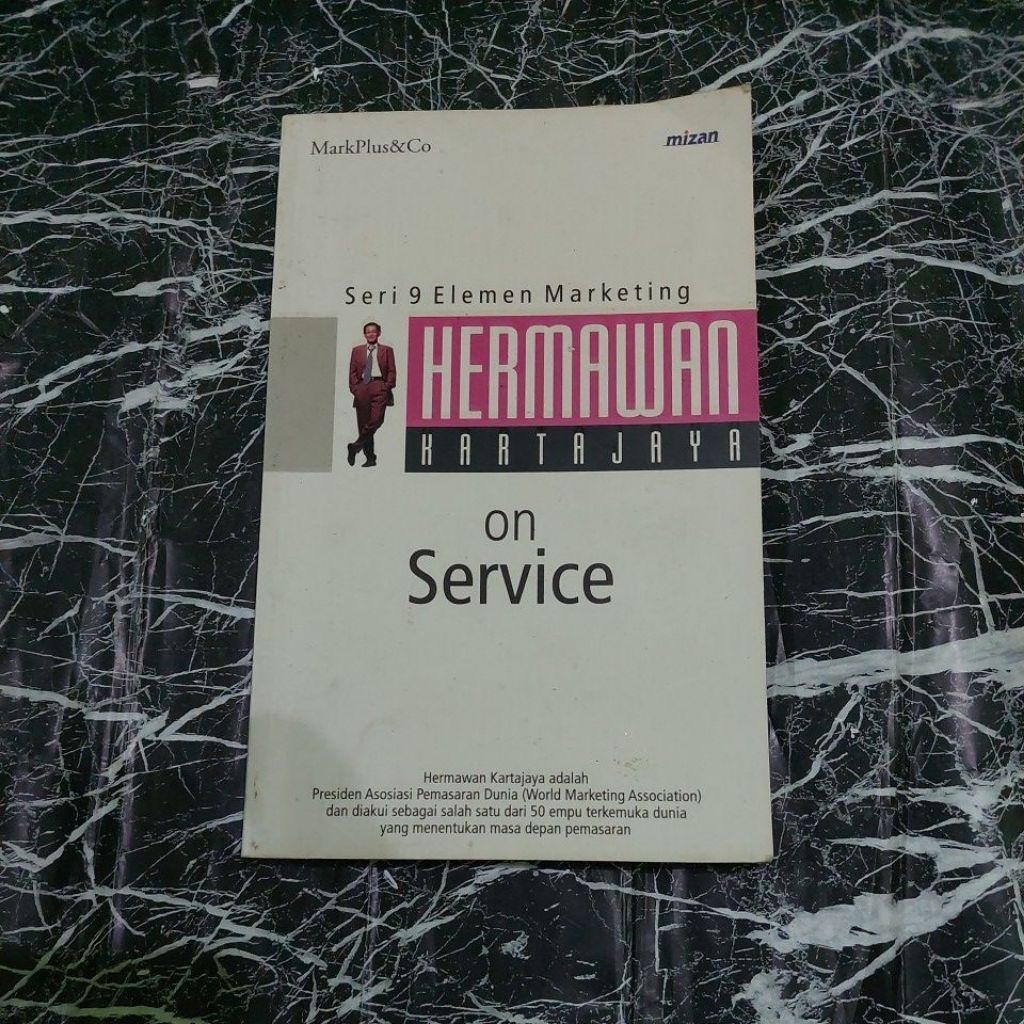 MarkPlus&Co
mizan
Seri 9 Elemen Marketing
HERMAWAN
KARTAJAYA
on
Service
Hermawan Kartajaya adalah
Presiden Asosiasi Pemasaran Dunia (World Marketing Association)
dan diakui sebagai salah satu dari 50 empu terkemuka dunia
yang menentukan masa depan pemasaran